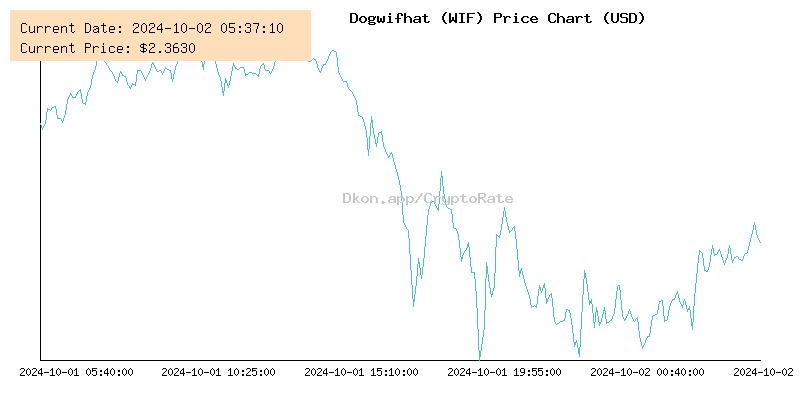 Dogwifhat (WIF) Price Chart (USD)
Current Date: 2024-10-02 05:37:10
Current Price: $2.3630
Dkon.app/CryptoRate
2024-10-01 05:40:00 2024-10-01 10:25:00 2024-10-01 15:10:00 2024-10-01 19:55:00 2024-10-02 00:40:00 2024-10-02